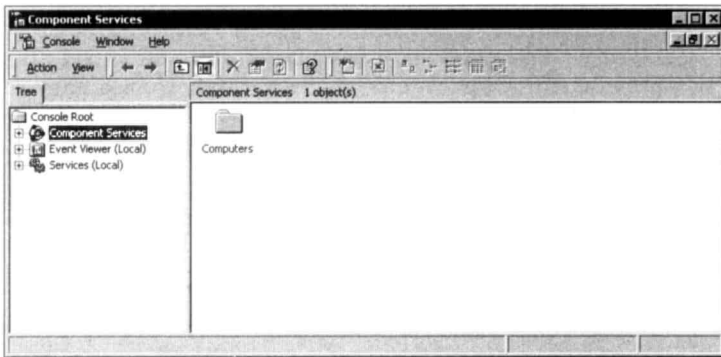 Component Services
Console Window Help
Action View
Tree
Component Services 1 object(s)
Console Root
Component Services
Event Viewer (Local)
Services (Local)
Computers